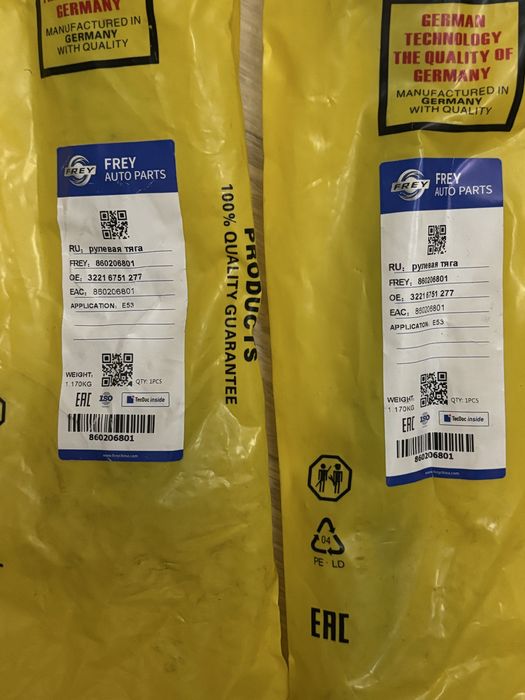 GERMANY
MANUFACTURED IN
GERMANY
WITH QUALITY
FREY
FREY
AUTO PARTS
RU: рулевая тяга
FREY: 860206801
OE: 3221 6751 277
EAC: 860206801
APPLICATION: E53
WEIGHT:
1.170KG
QTY: 1PCS
EAC
ISO
TecDoc inside
860206801
PRODUCTS
100% QUALITY GUARANTEE
GERMAN
TECHNOLOGY
THE QUALITY OF
GERMANY
MANUFACTURED IN
GERMANY
WITH QUALITY
FREY
FREY
AUTO PARTS
RU: рулевая тяга
FREY: 860206801
OE: 3221 6751 277
EAC: 860206801
APPLICATION: E53
WEIGHT:
1.170KG
QTY: 1PCS
EAC
ISO
TecDoc inside
860206801
04
PE-LD
EAC